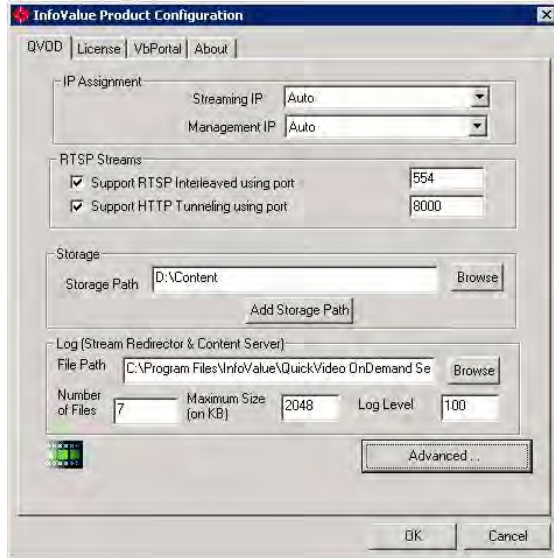 InfoValue Product Configuration
QVOD License VbPortal About
IP Assignment
Streaming IP Auto
Management IP Auto
RTSP Streams
Support RTSP Interleaved using port 554
Support HTTP Tunneling using port 8000
Storage
Storage Path D:\Content Browse
Add Storage Path
Log (Stream Redirector & Content Server)
File Path C:\Program Files\InfoValue\QuickVideo OnDemand Se Browse
Number of Files 7 Maximum Size (on KB) 2048 Log Level 100
Advanced ..
OK Cancel